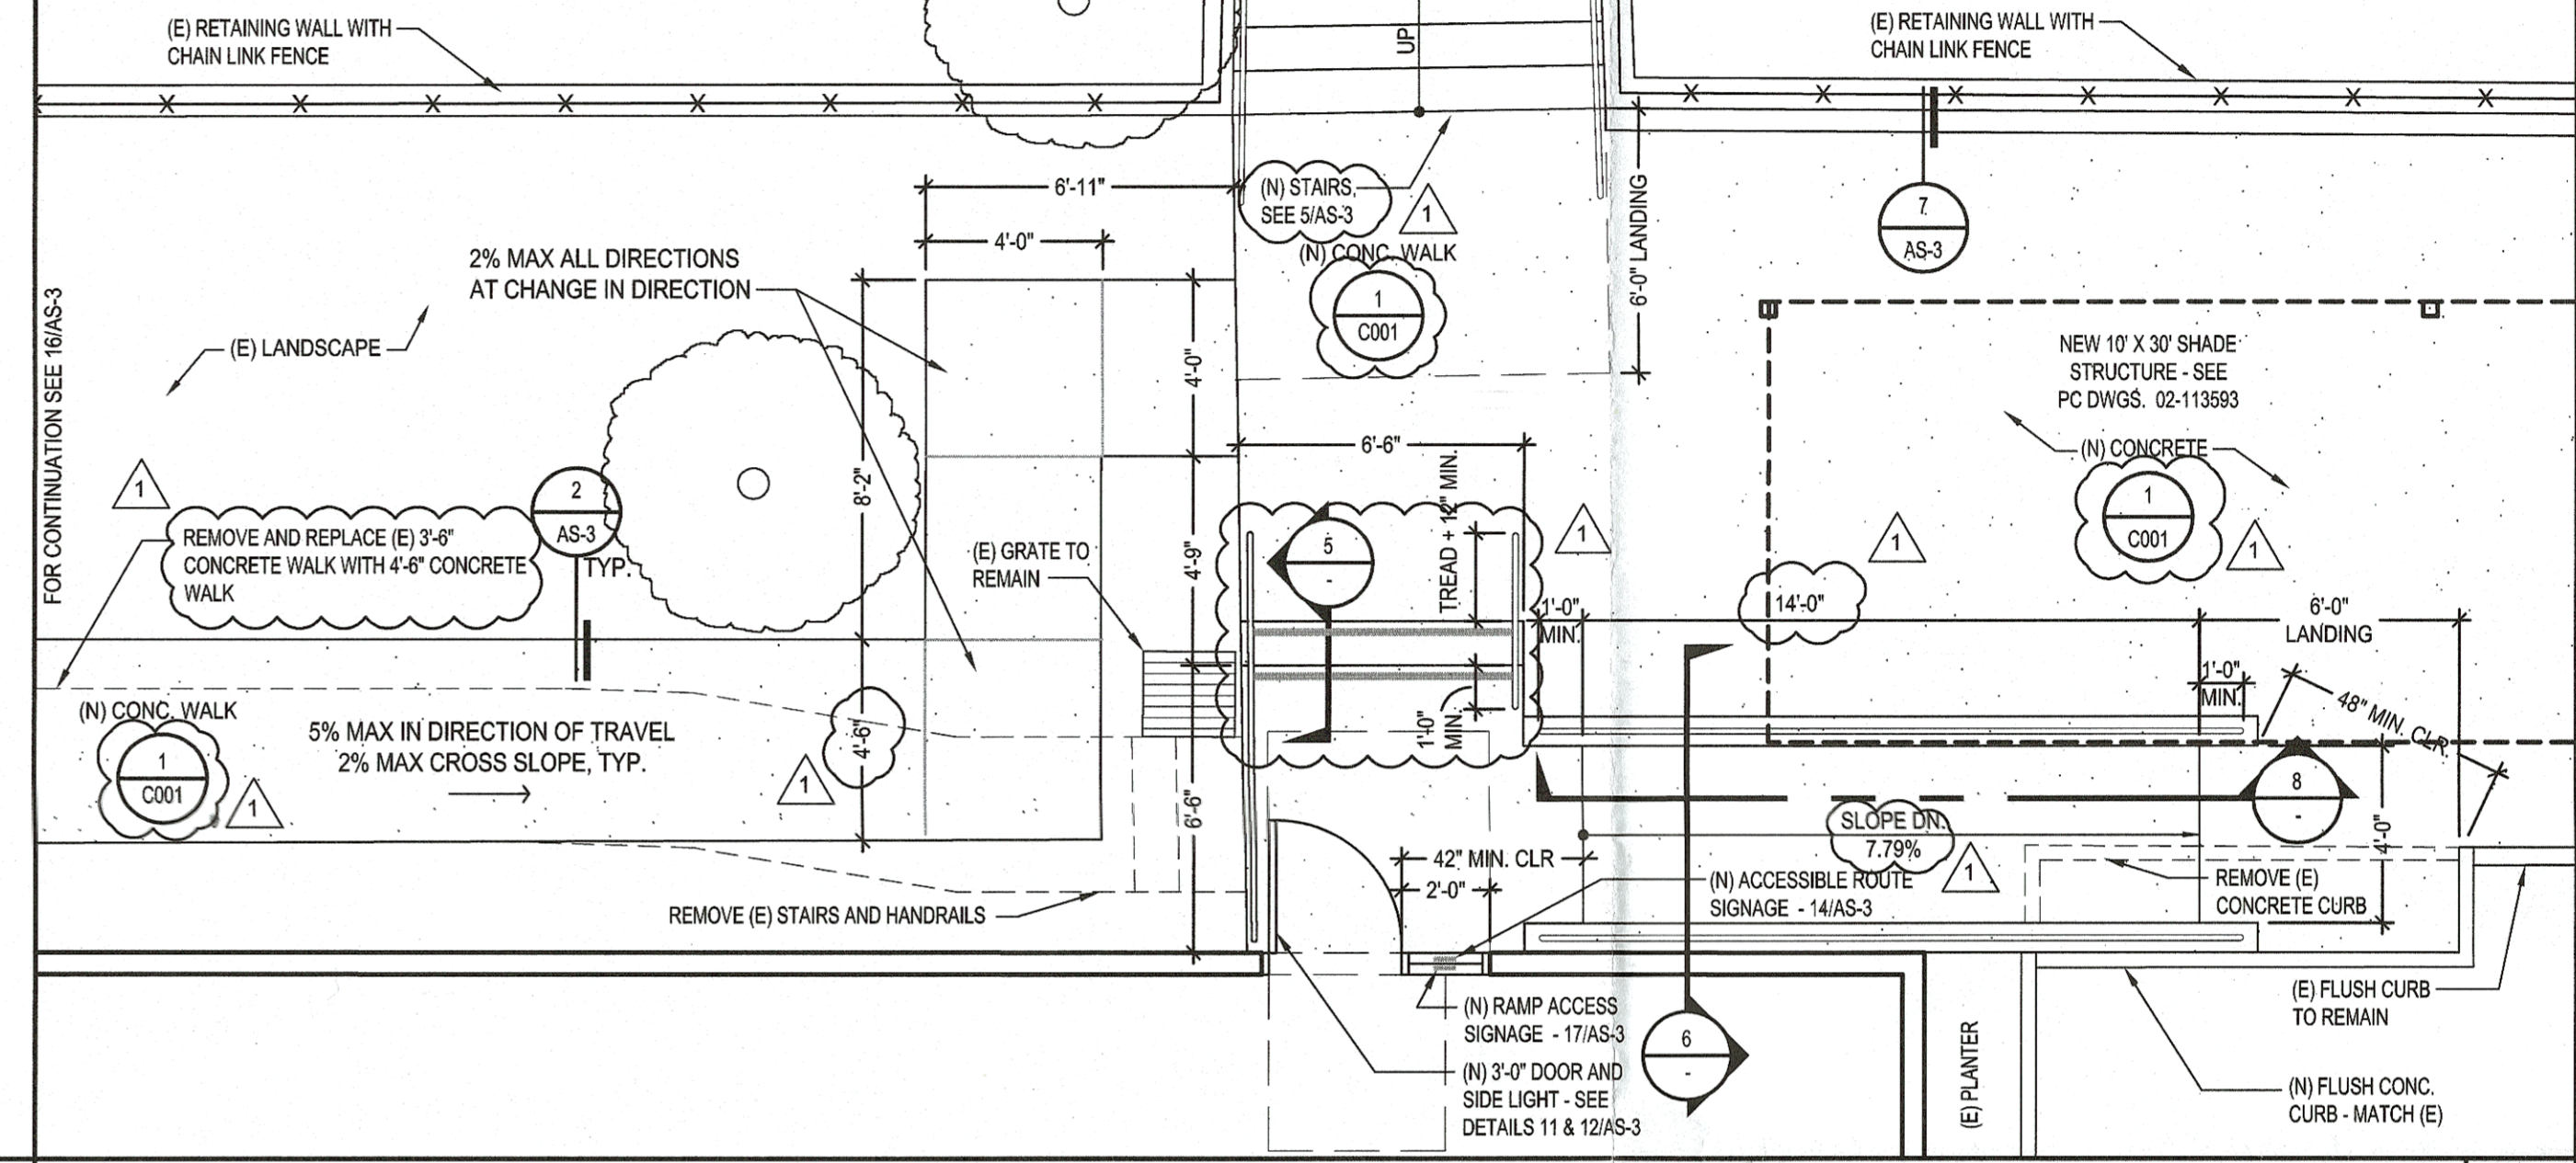 (E) RETAINING WALL WITH
CHAIN LINK FENCE
UP
(E) RETAINING WALL WITH
CHAIN LINK FENCE
6'-11"
(N) STAIRS,
SEE 5/AS-3
1
(N) CONC. WALK
1
C001
6'-0" LANDING
7
AS-3
4'-0"
2% MAX ALL DIRECTIONS
AT CHANGE IN DIRECTION
FOR CONTINUATION SEE 16/AS-3
(E) LANDSCAPE
4'-0"
NEW 10' X 30' SHADE
STRUCTURE - SEE
PC DWGS. 02-113593
(N) CONCRETE
1
C001
1
6'-6"
8'-2"
1
2
AS-3
TYP.
REMOVE AND REPLACE (E) 3'-6"
CONCRETE WALK WITH 4'-6" CONCRETE
WALK
(E) GRATE TO
REMAIN
4'-9"
5
-
TREAD + 12" MIN.
1
1
1'-0"
MIN.
14'-0"
6'-0"
LANDING
1'-0"
MIN.
48" MIN. CLR.
(N) CONC. WALK
1
C001
1
5% MAX IN DIRECTION OF TRAVEL
2% MAX CROSS SLOPE, TYP.
1
4'-6"
1'-0"
MIN.
6'-6"
8
-
4'-0"
SLOPE DN.
7.79%
1
42" MIN. CLR
2'-0"
(N) ACCESSIBLE ROUTE
SIGNAGE - 14/AS-3
REMOVE (E)
CONCRETE CURB
REMOVE (E) STAIRS AND HANDRAILS
(N) RAMP ACCESS
SIGNAGE - 17/AS-3
(N) 3'-0" DOOR AND
SIDE LIGHT - SEE
DETAILS 11 & 12/AS-3
6
-
(E) PLANTER
(E) FLUSH CURB
TO REMAIN
(N) FLUSH CONC.
CURB - MATCH (E)